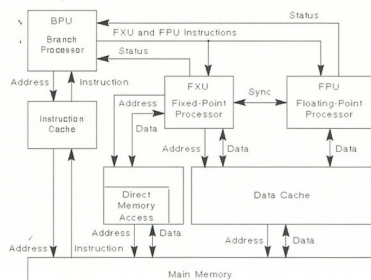 BPU
Branch
Processor
Status
FXU and FPU Instructions
Status
Address
Instruction
FXU
Fixed-Point
Processor
Sync
FPU
Floating-Point
Processor
Instruction
Cache
Address
Data
Address
Data
Data
Direct
Memory
Access
Data Cache
Address
Instruction
Address
Data
Address
Data
Main Memory